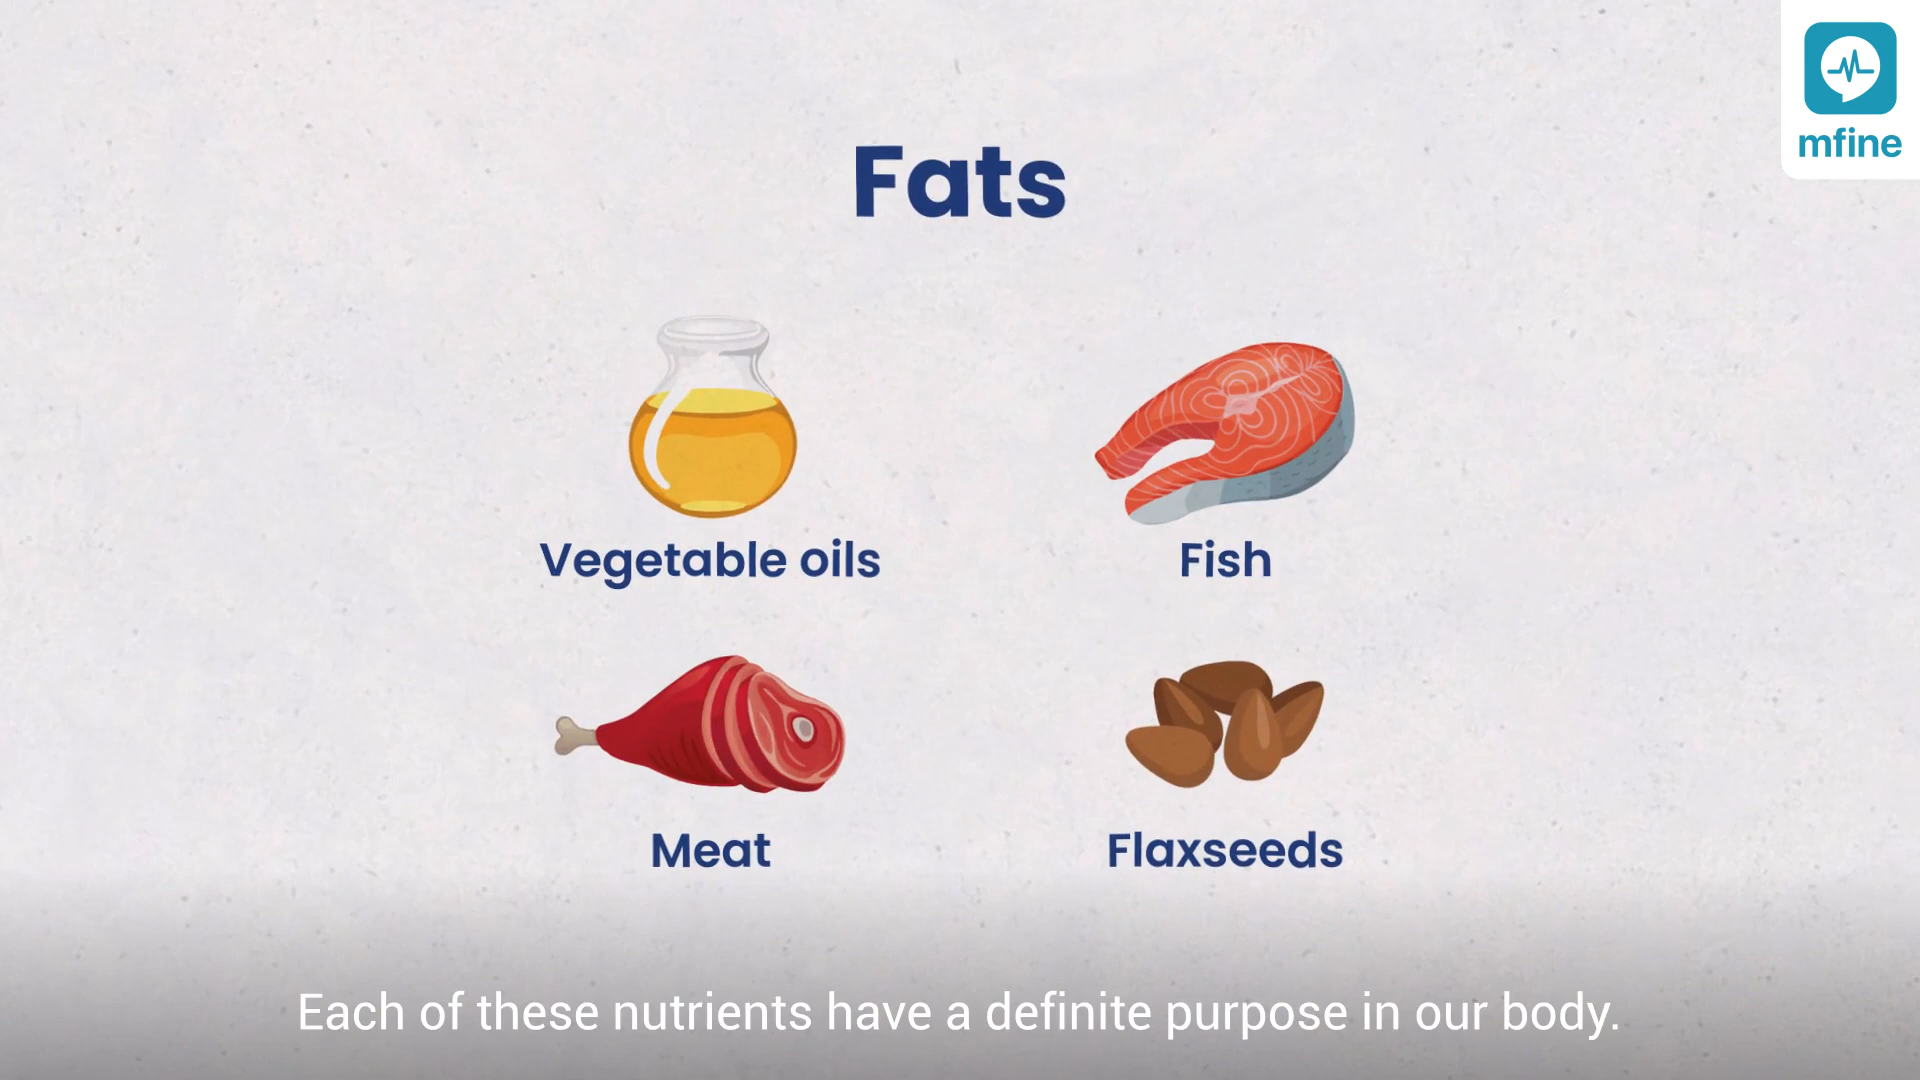 mfine
Fats
Vegetable oils
Fish
Meat
Flaxseeds
Each of these nutrients have a definite purpose in our body.